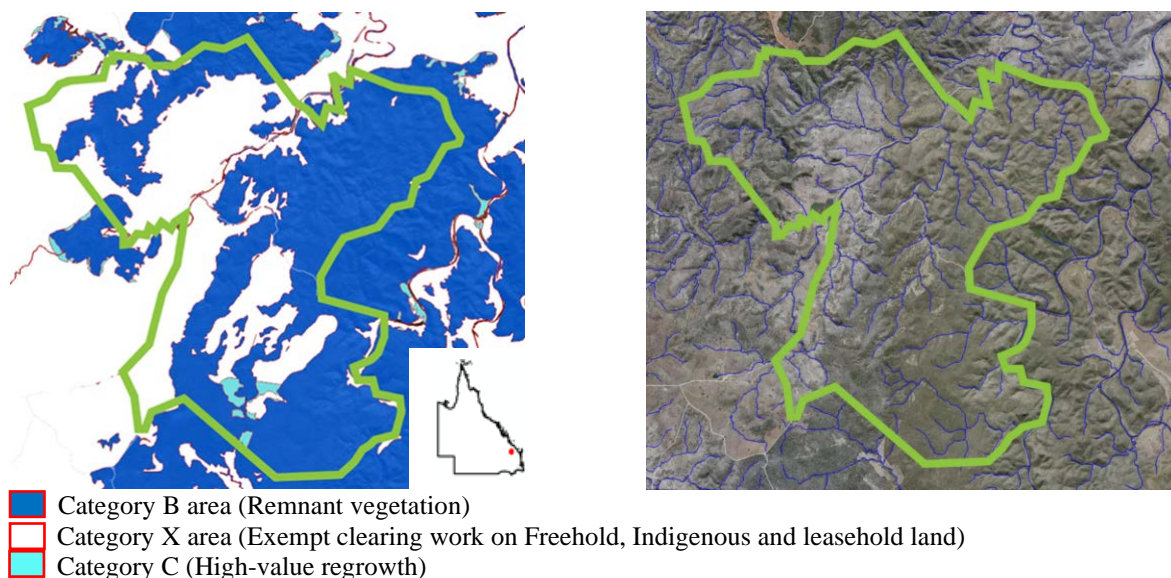 Category B area (Remnant vegetation)
Category X area (Exempt clearing work on Freehold, Indigenous and leasehold land)
Category C (High-value regrowth)